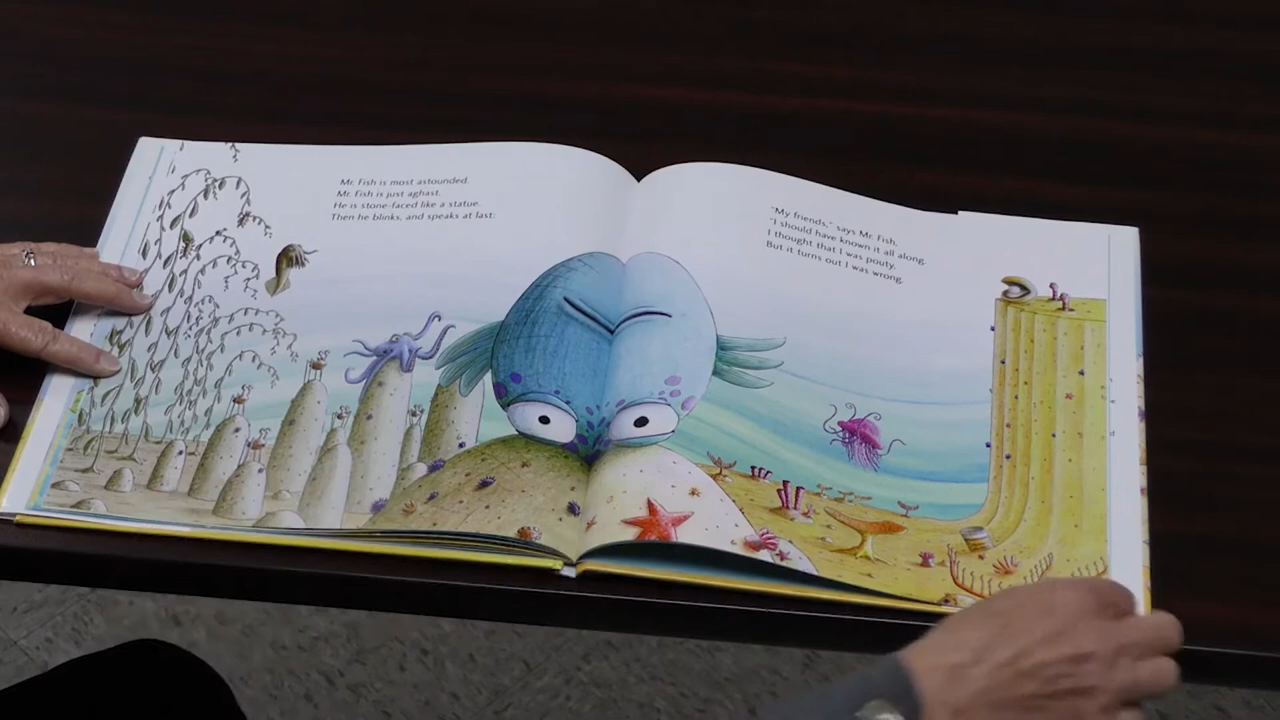 Mr. Fish is most astounded.
Mr. Fish is just aghast.
He is stone-faced like a statue.
Then he blinks, and speaks at last:
"My friends," says Mr. Fish,
"I should have known it all along.
I thought that I was pouty,
But it turns out I was wrong.